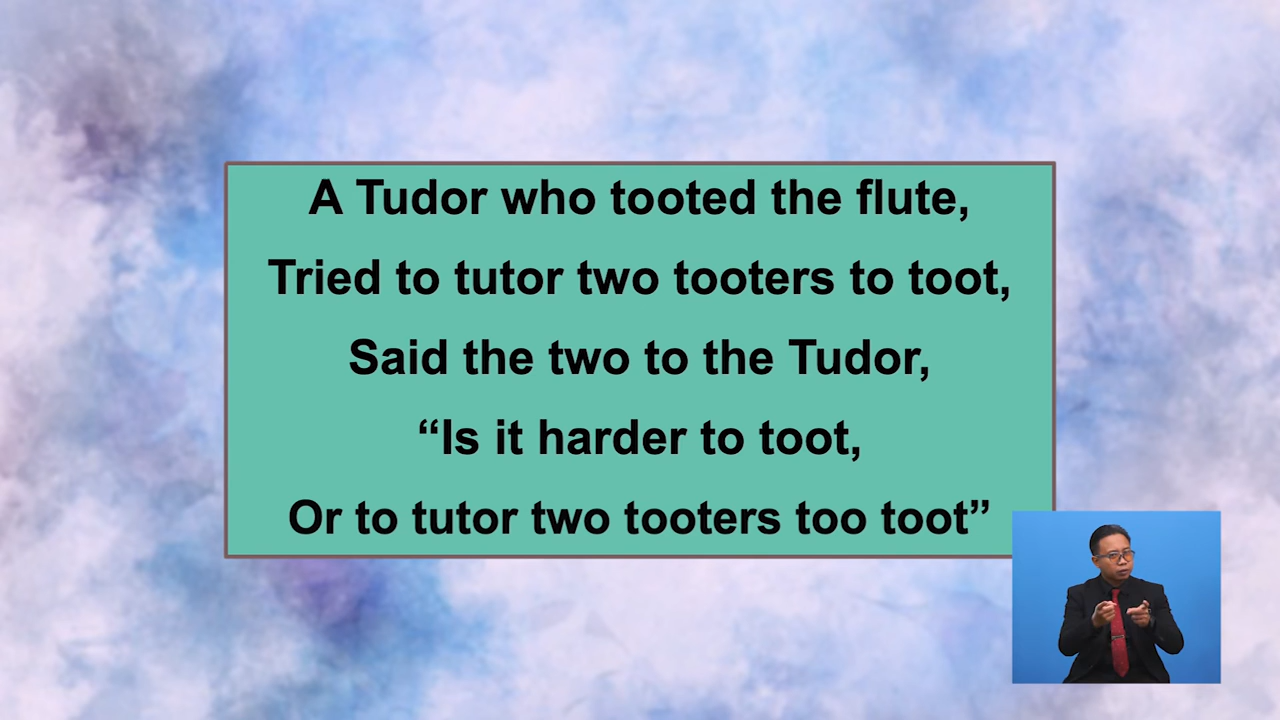 A Tudor who tooted the flute,
Tried to tutor two tooters to toot,
Said the two to the Tudor,
“Is it harder to toot,
Or to tutor two tooters too toot”